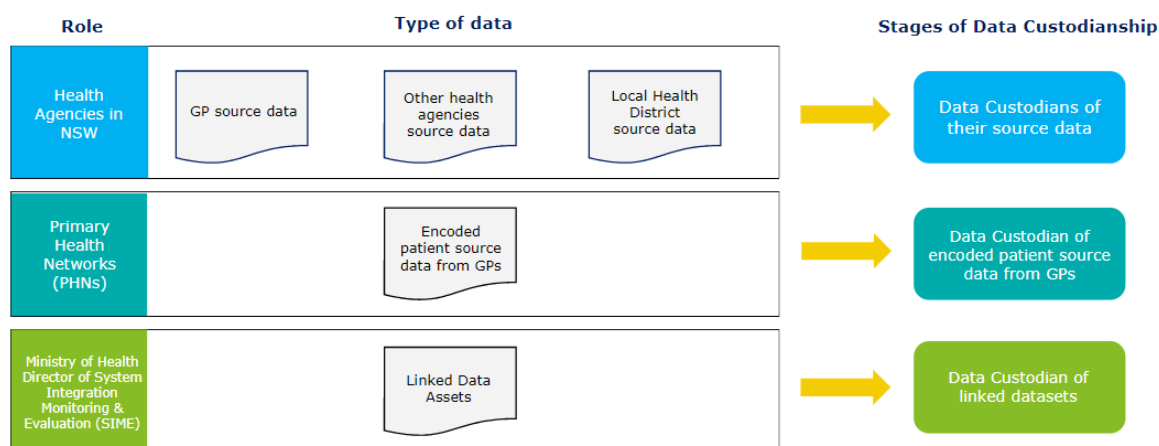 Role
Type of data
Stages of Data Custodianship
Health
Agencies in
NSW
GP source data
Other health
agencies
source data
Local Health
District
source data
Data Custodians of
their source data
Primary
Health
Networks
(PHNs)
Encoded
patient source
data from GPs
Data Custodian of
encoded patient source
data from GPs
Ministry of Health
Director of System
Integration
Monitoring &
Evaluation (SIME)
Linked Data
Assets
Data Custodian of
linked datasets